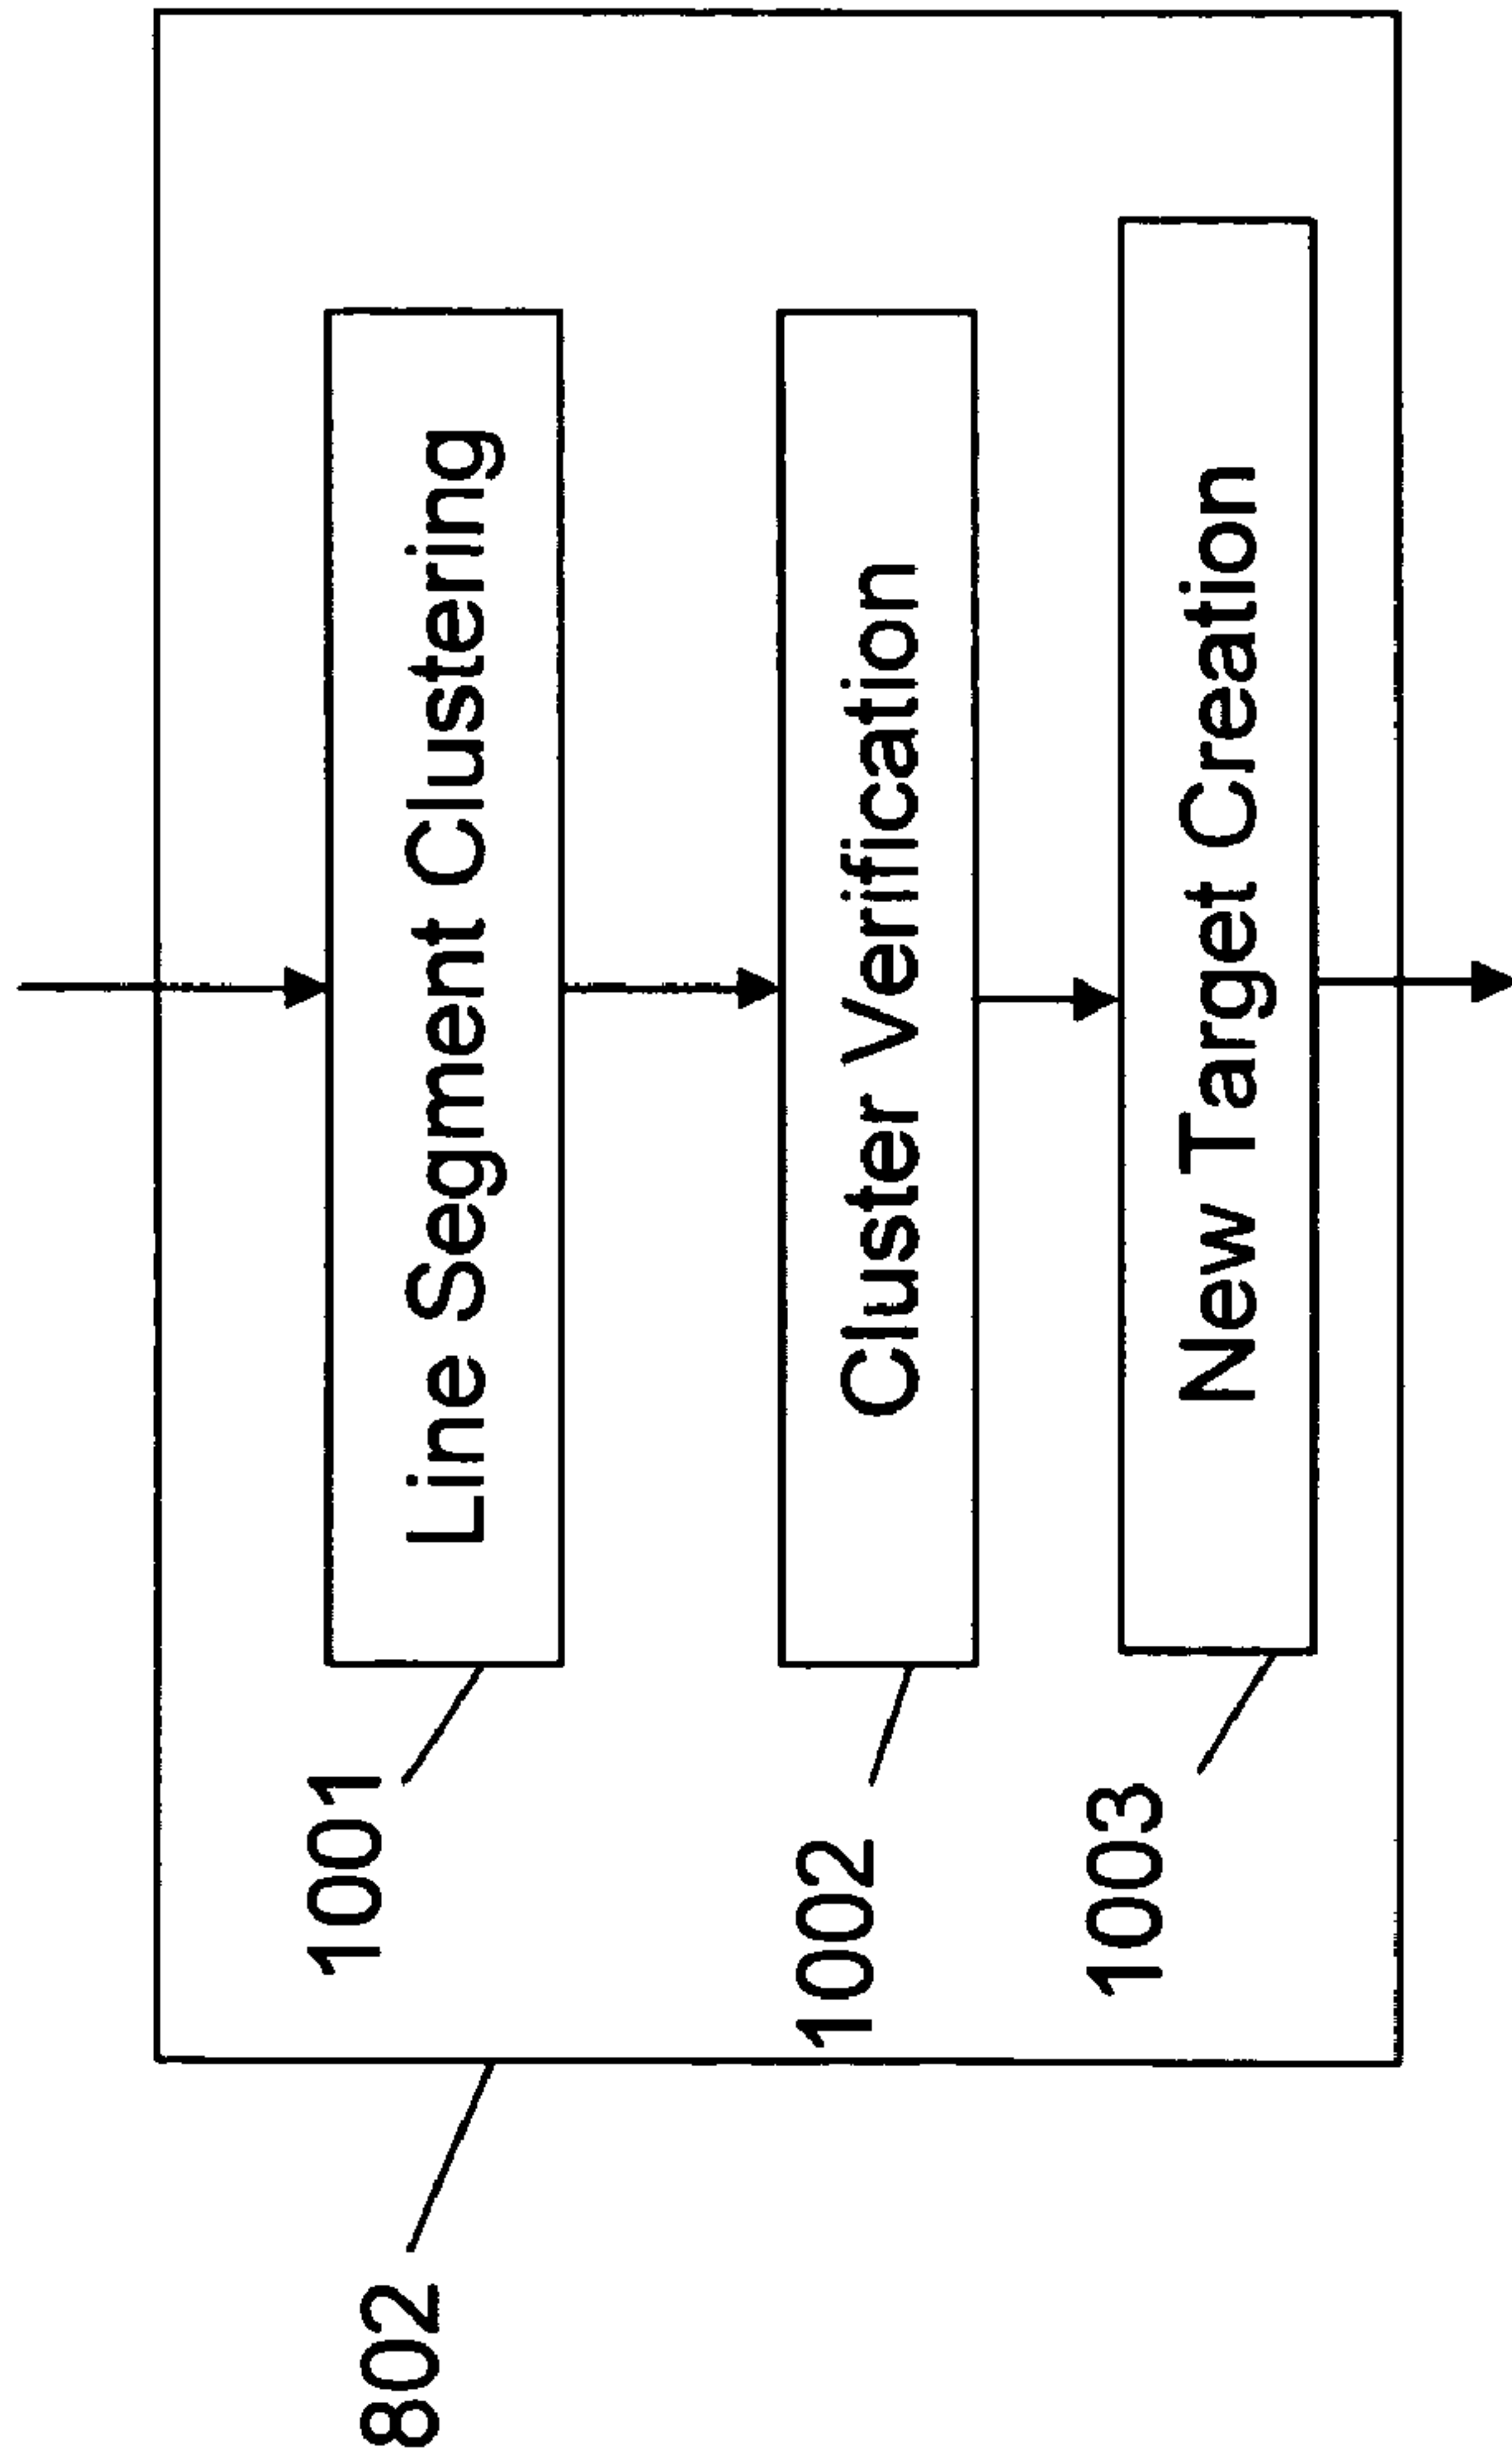 802
1001
Line Segment Clustering
1002
Cluster Verification
1003
New Target Creation